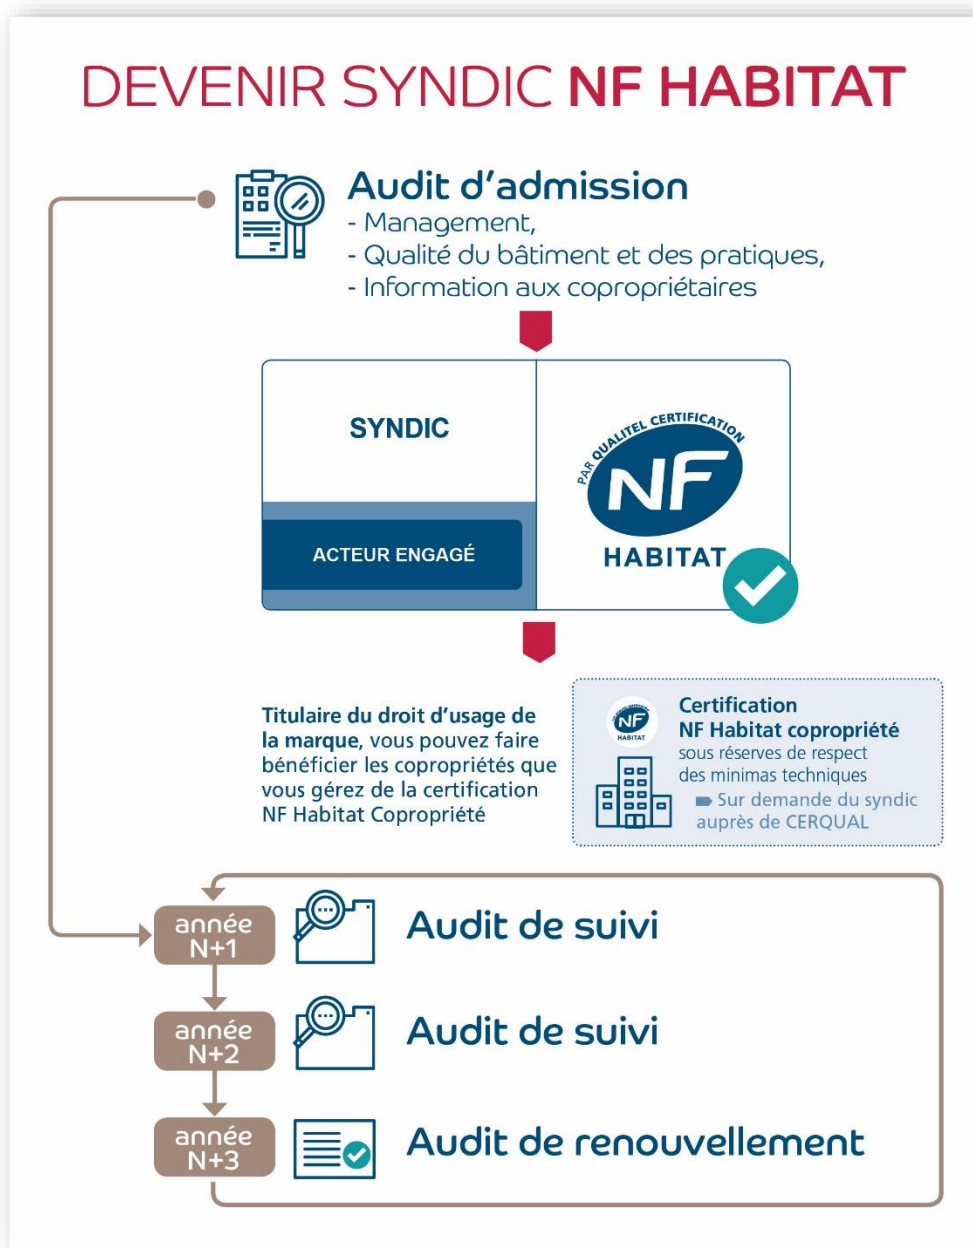 DEVENIR SYNDIC NF HABITAT
Audit d'admission
- Management,
- Qualité du bâtiment et des pratiques,
- Information aux copropriétaires
SYNDIC
ACTEUR ENGAGÉ
PAR QUALITEL CERTIFICATION
NF
HABITAT
Titulaire du droit d'usage de
la marque, vous pouvez faire
bénéficier les copropriétés que
vous gérez de la certification
NF Habitat Copropriété
NF
HABITAT
Certification
NF Habitat copropriété
sous réserves de respect
des minimas techniques
Sur demande du syndic
auprès de CERQUAL
année
N+1
Audit de suivi
année
N+2
Audit de suivi
année
N+3
Audit de renouvellement